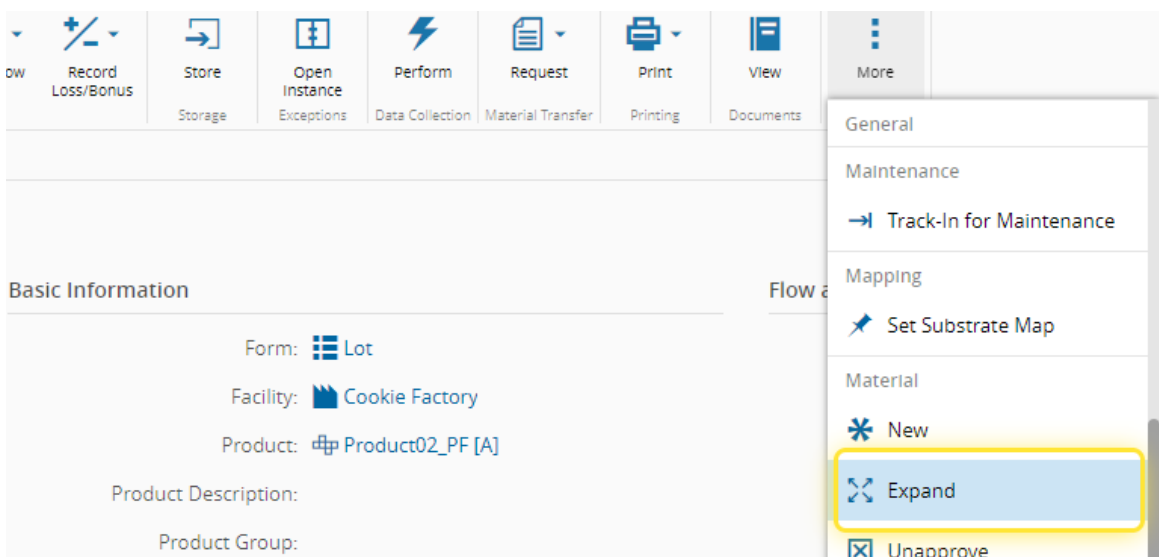 ow
Record
Loss/Bonus
Store
Open
Instance
Perform
Request
Print
View
More
Storage
Exceptions
Data Collection
Material Transfer
Printing
Documents
General
Maintenance
Track-In for Maintenance
Mapping
Set Substrate Map
Material
New
Expand
Unapprove
Basic Information
Flow a
Form: Lot
Facility: Cookie Factory
Product: Product02_PF [A]
Product Description:
Product Group: